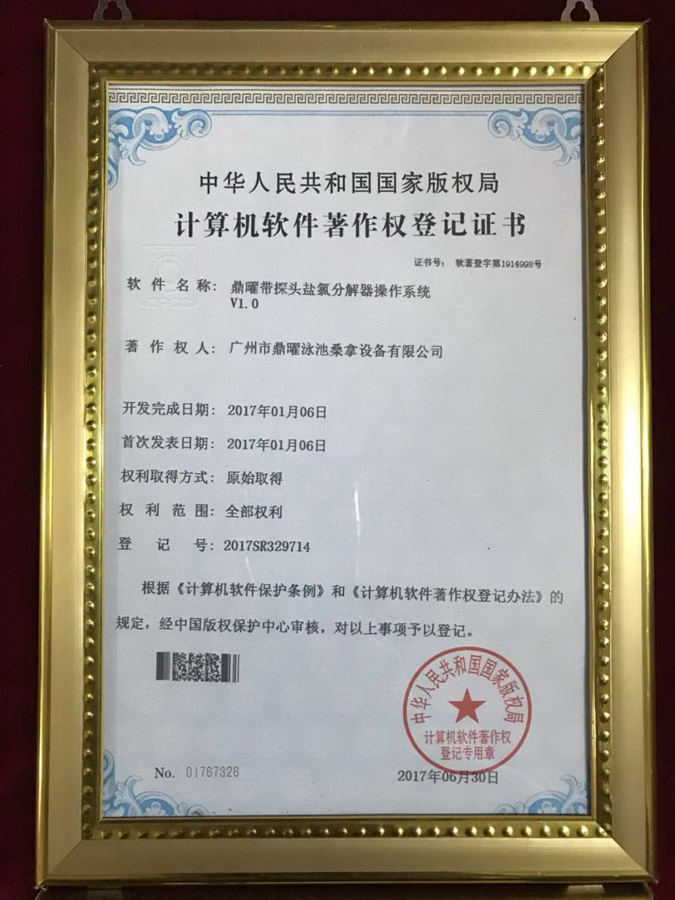 中华人民共和国国家版权局
计算机软件著作权登记证书
证书号： 软著登字第1914998号
软件名称： 鼎曜带探头盐氯分解器操作系统
V1.0
著作权人： 广州市鼎曜泳池桑拿设备有限公司
开发完成日期： 2017年01月06日
首次发表日期： 2017年01月06日
权利取得方式： 原始取得
权利范围： 全部权利
登记号： 2017SR329714
根据《计算机软件保护条例》和《计算机软件著作权登记办法》的
规定，经中国版权保护中心审核，对以上事项予以登记。
中华人民共和国国家版权局
计算机软件著作权
登记专用章
No. 01767326
2017年06月30日